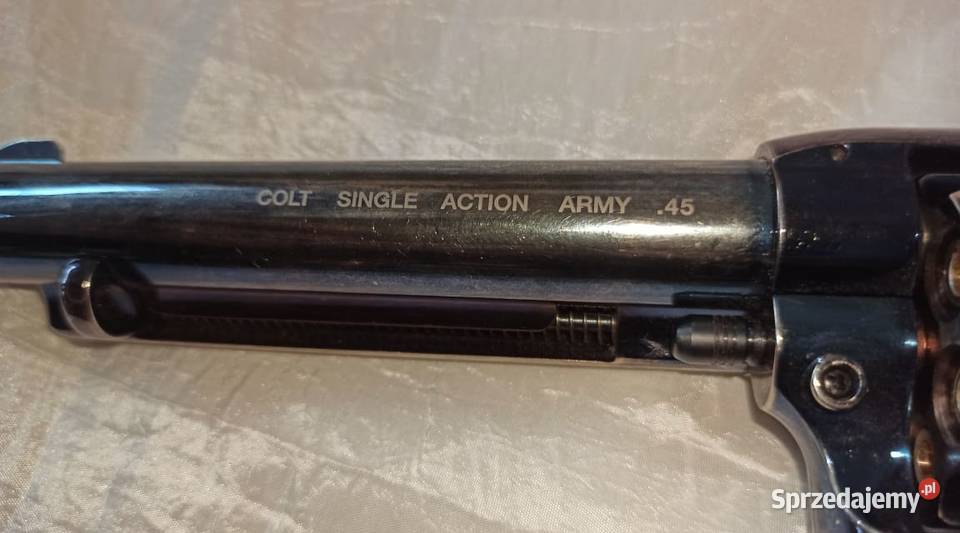 COLT SINGLE ACTION ARMY .45
Sprzedajemy.pl